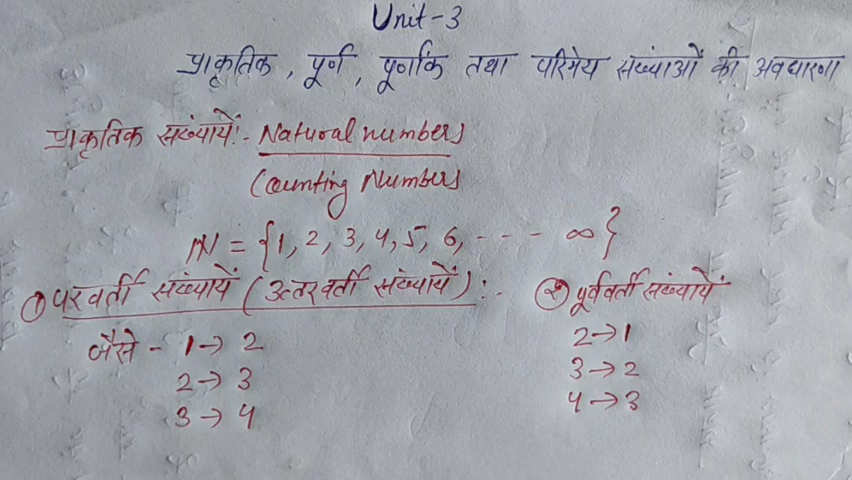 Unit-3
प्राकृतिक, पूर्ण, पूर्णांक तथा परिमेय संख्याओं की अवधारणा
प्राकृतिक संख्यायें:- Natural numbers
Counting Numbers
N = {1, 2, 3, 4, 5, 6, --- ∞}
① परवर्ती संख्यायें (उत्तरवर्ती संख्यायें):-
जैसे - 1→ 2
2→ 3
3→ 4
② पूर्ववर्ती संख्यायें
2→1
3→2
4→3